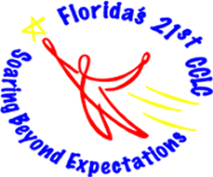 Florida's 21st CCLC
Soaring Beyond Expectations